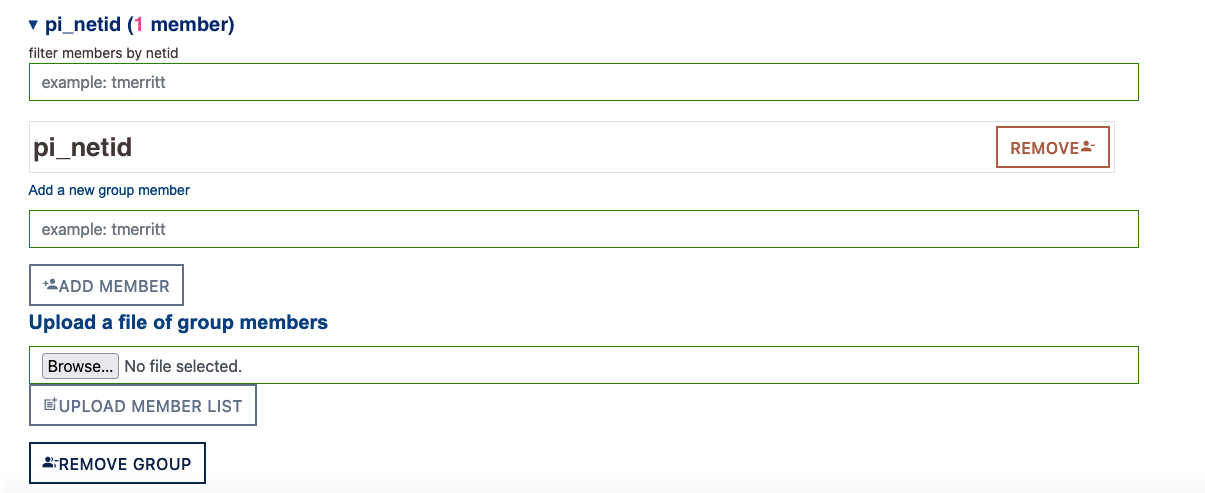 ▾ pi_netid (1 member)
filter members by netid
example: tmerritt
pi_netid
REMOVE
Add a new group member
example: tmerritt
ADD MEMBER
Upload a file of group members
Browse... No file selected.
UPLOAD MEMBER LIST
REMOVE GROUP